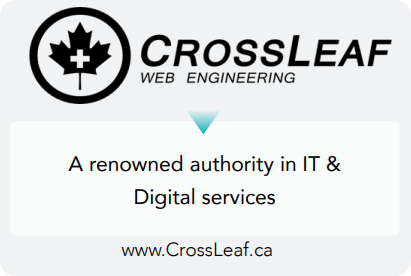 CROSSLEAF
WEB ENGINEERING
A renowned authority in IT &
Digital services
www.CrossLeaf.ca